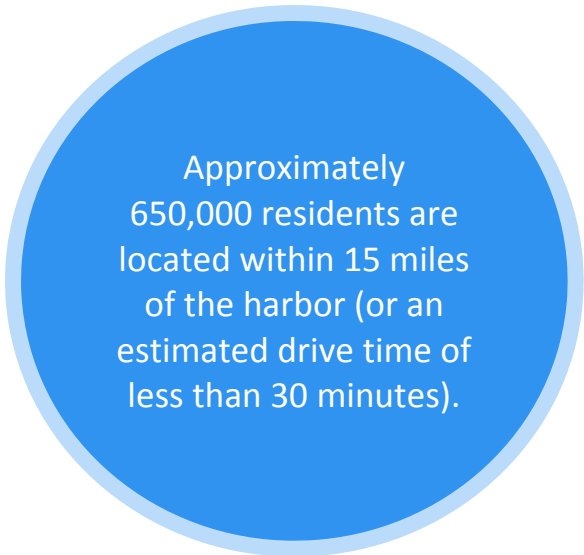 Approximately
650,000 residents are
located within 15 miles
of the harbor (or an
estimated drive time of
less than 30 minutes).